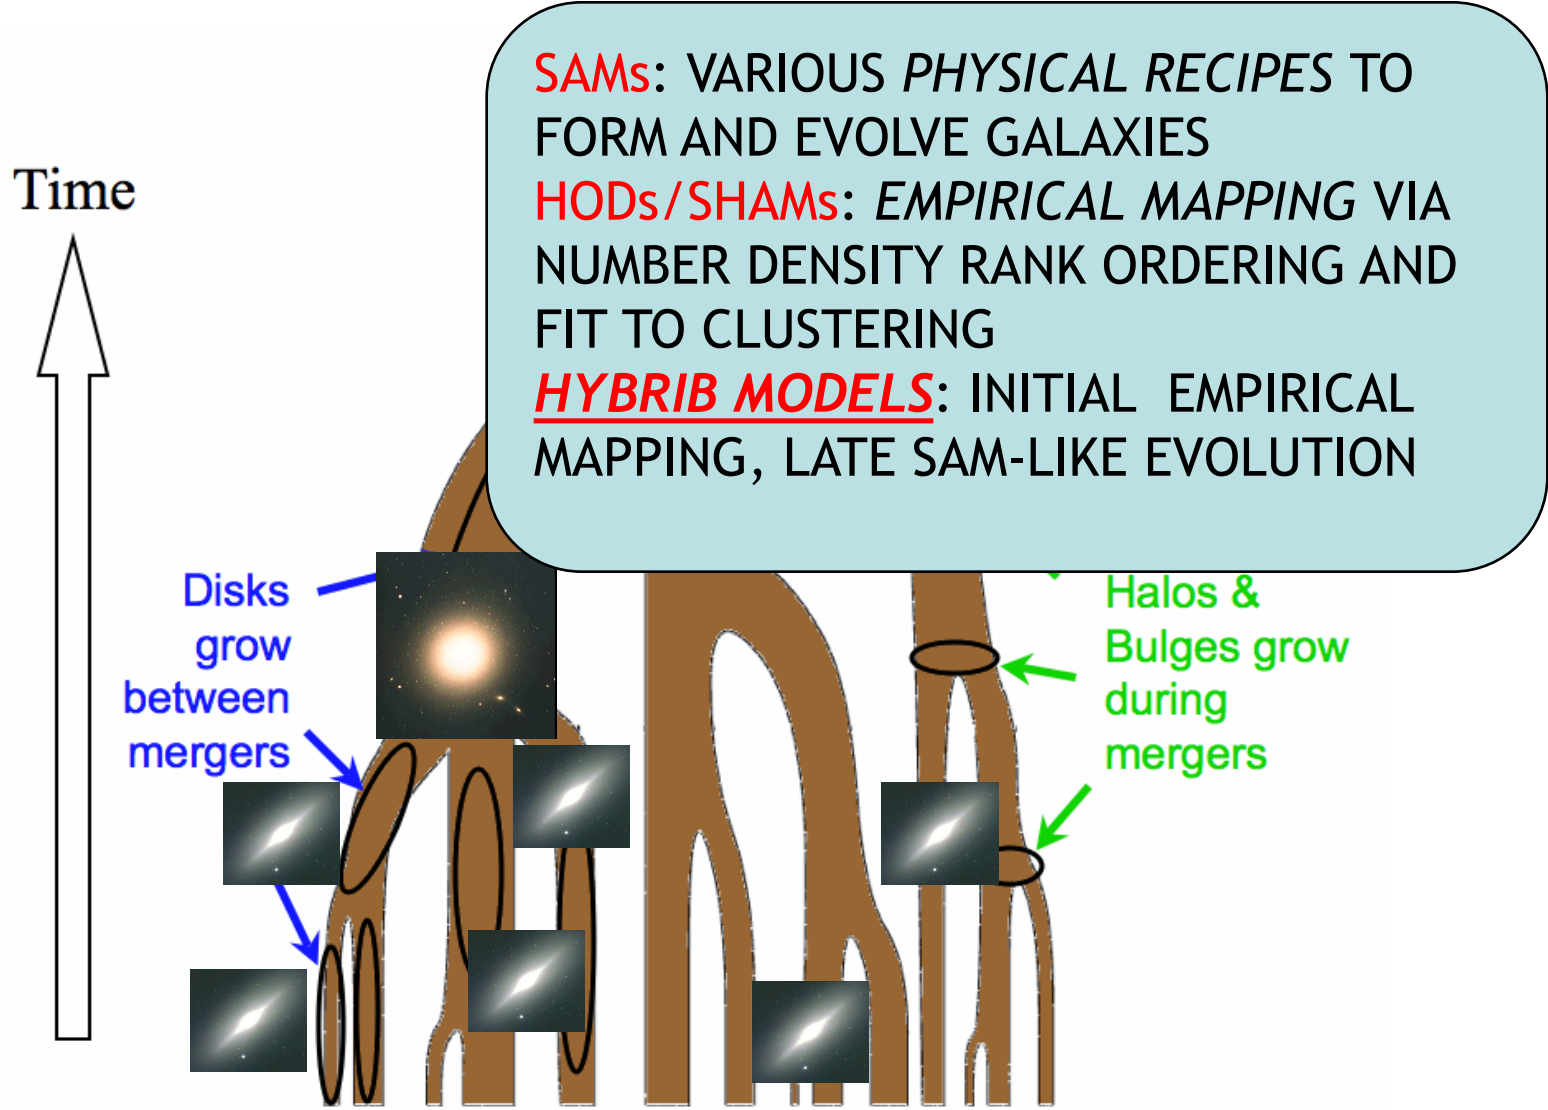 SAMs: VARIOUS PHYSICAL RECIPES TO
FORM AND EVOLVE GALAXIES
HODs/SHAMs: EMPIRICAL MAPPING VIA
NUMBER DENSITY RANK ORDERING AND
FIT TO CLUSTERING
HYBRIB MODELS: INITIAL EMPIRICAL
MAPPING, LATE SAM-LIKE EVOLUTION
Time
Disks
grow
between
mergers
Halos &
Bulges grow
during
mergers